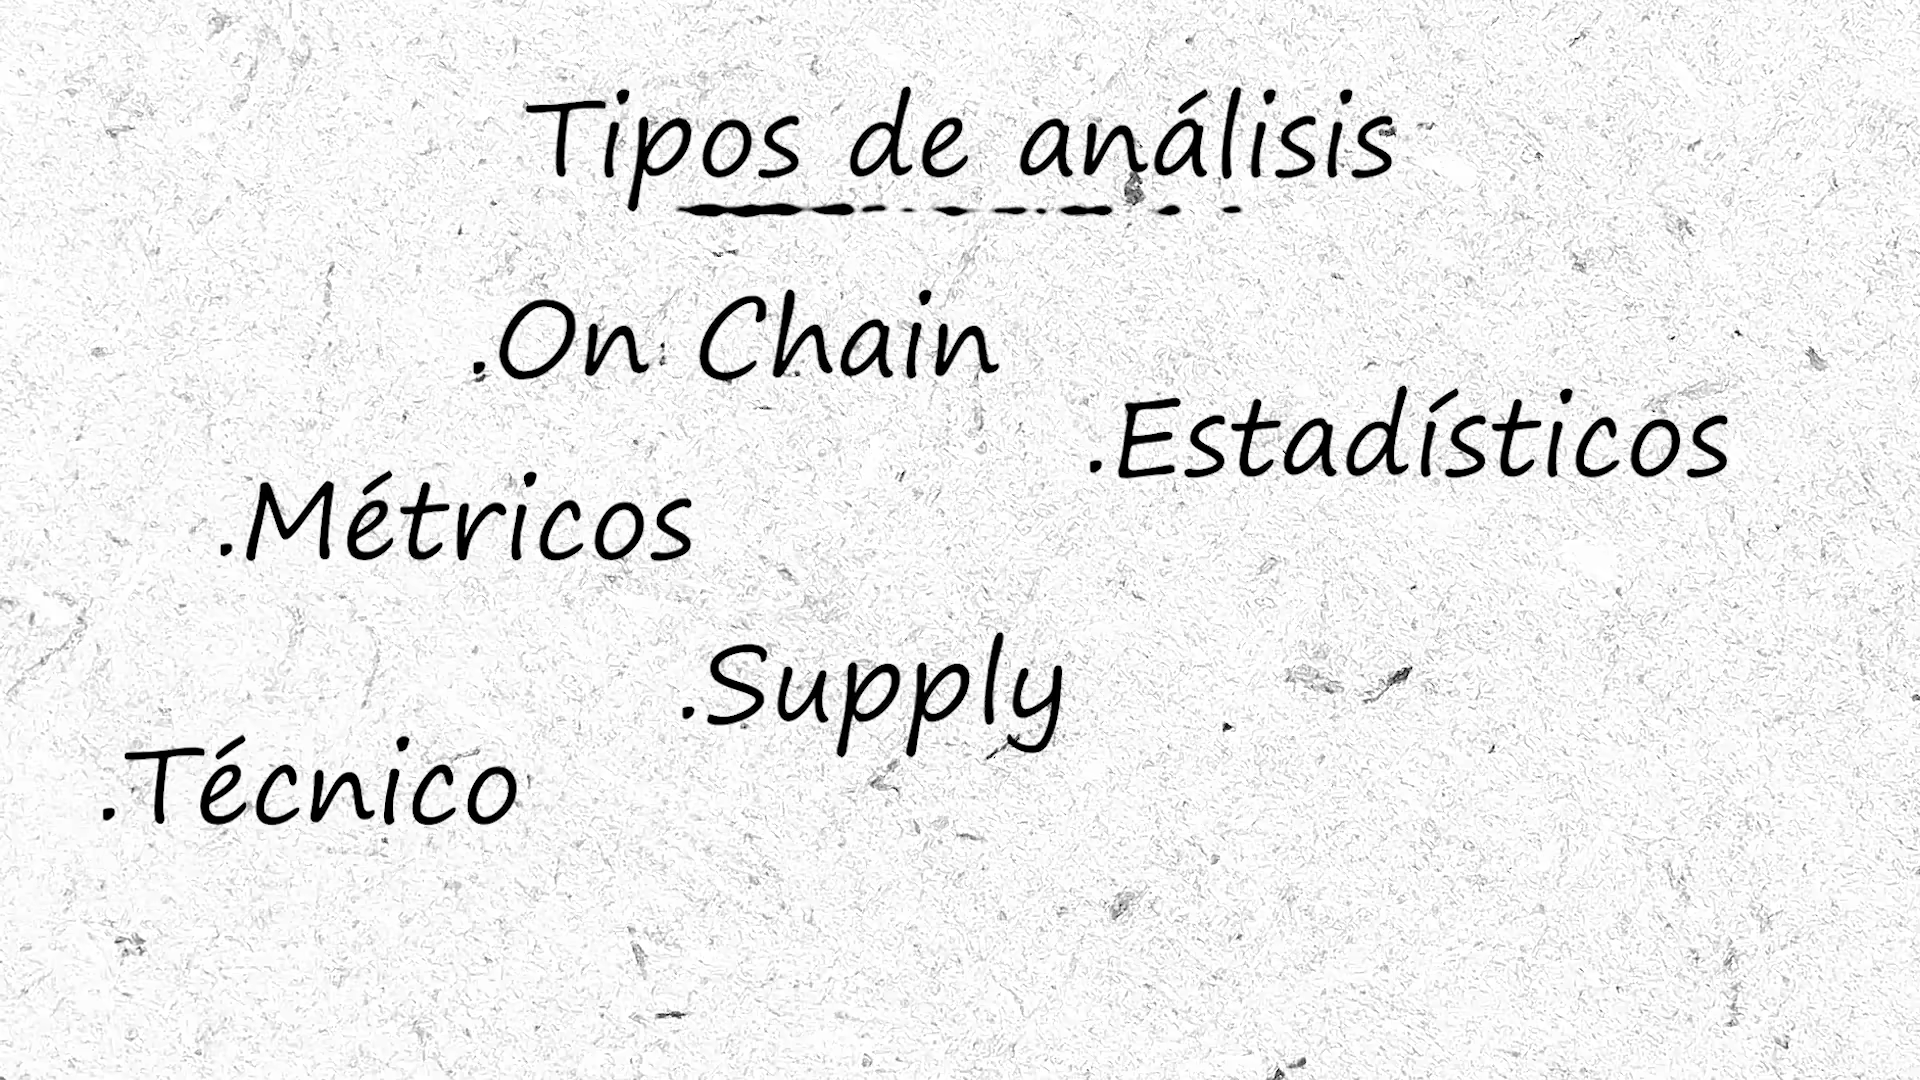 Tipos de análisis
.On Chain
.Estadísticos
.Métricos
.Supply
.Técnico